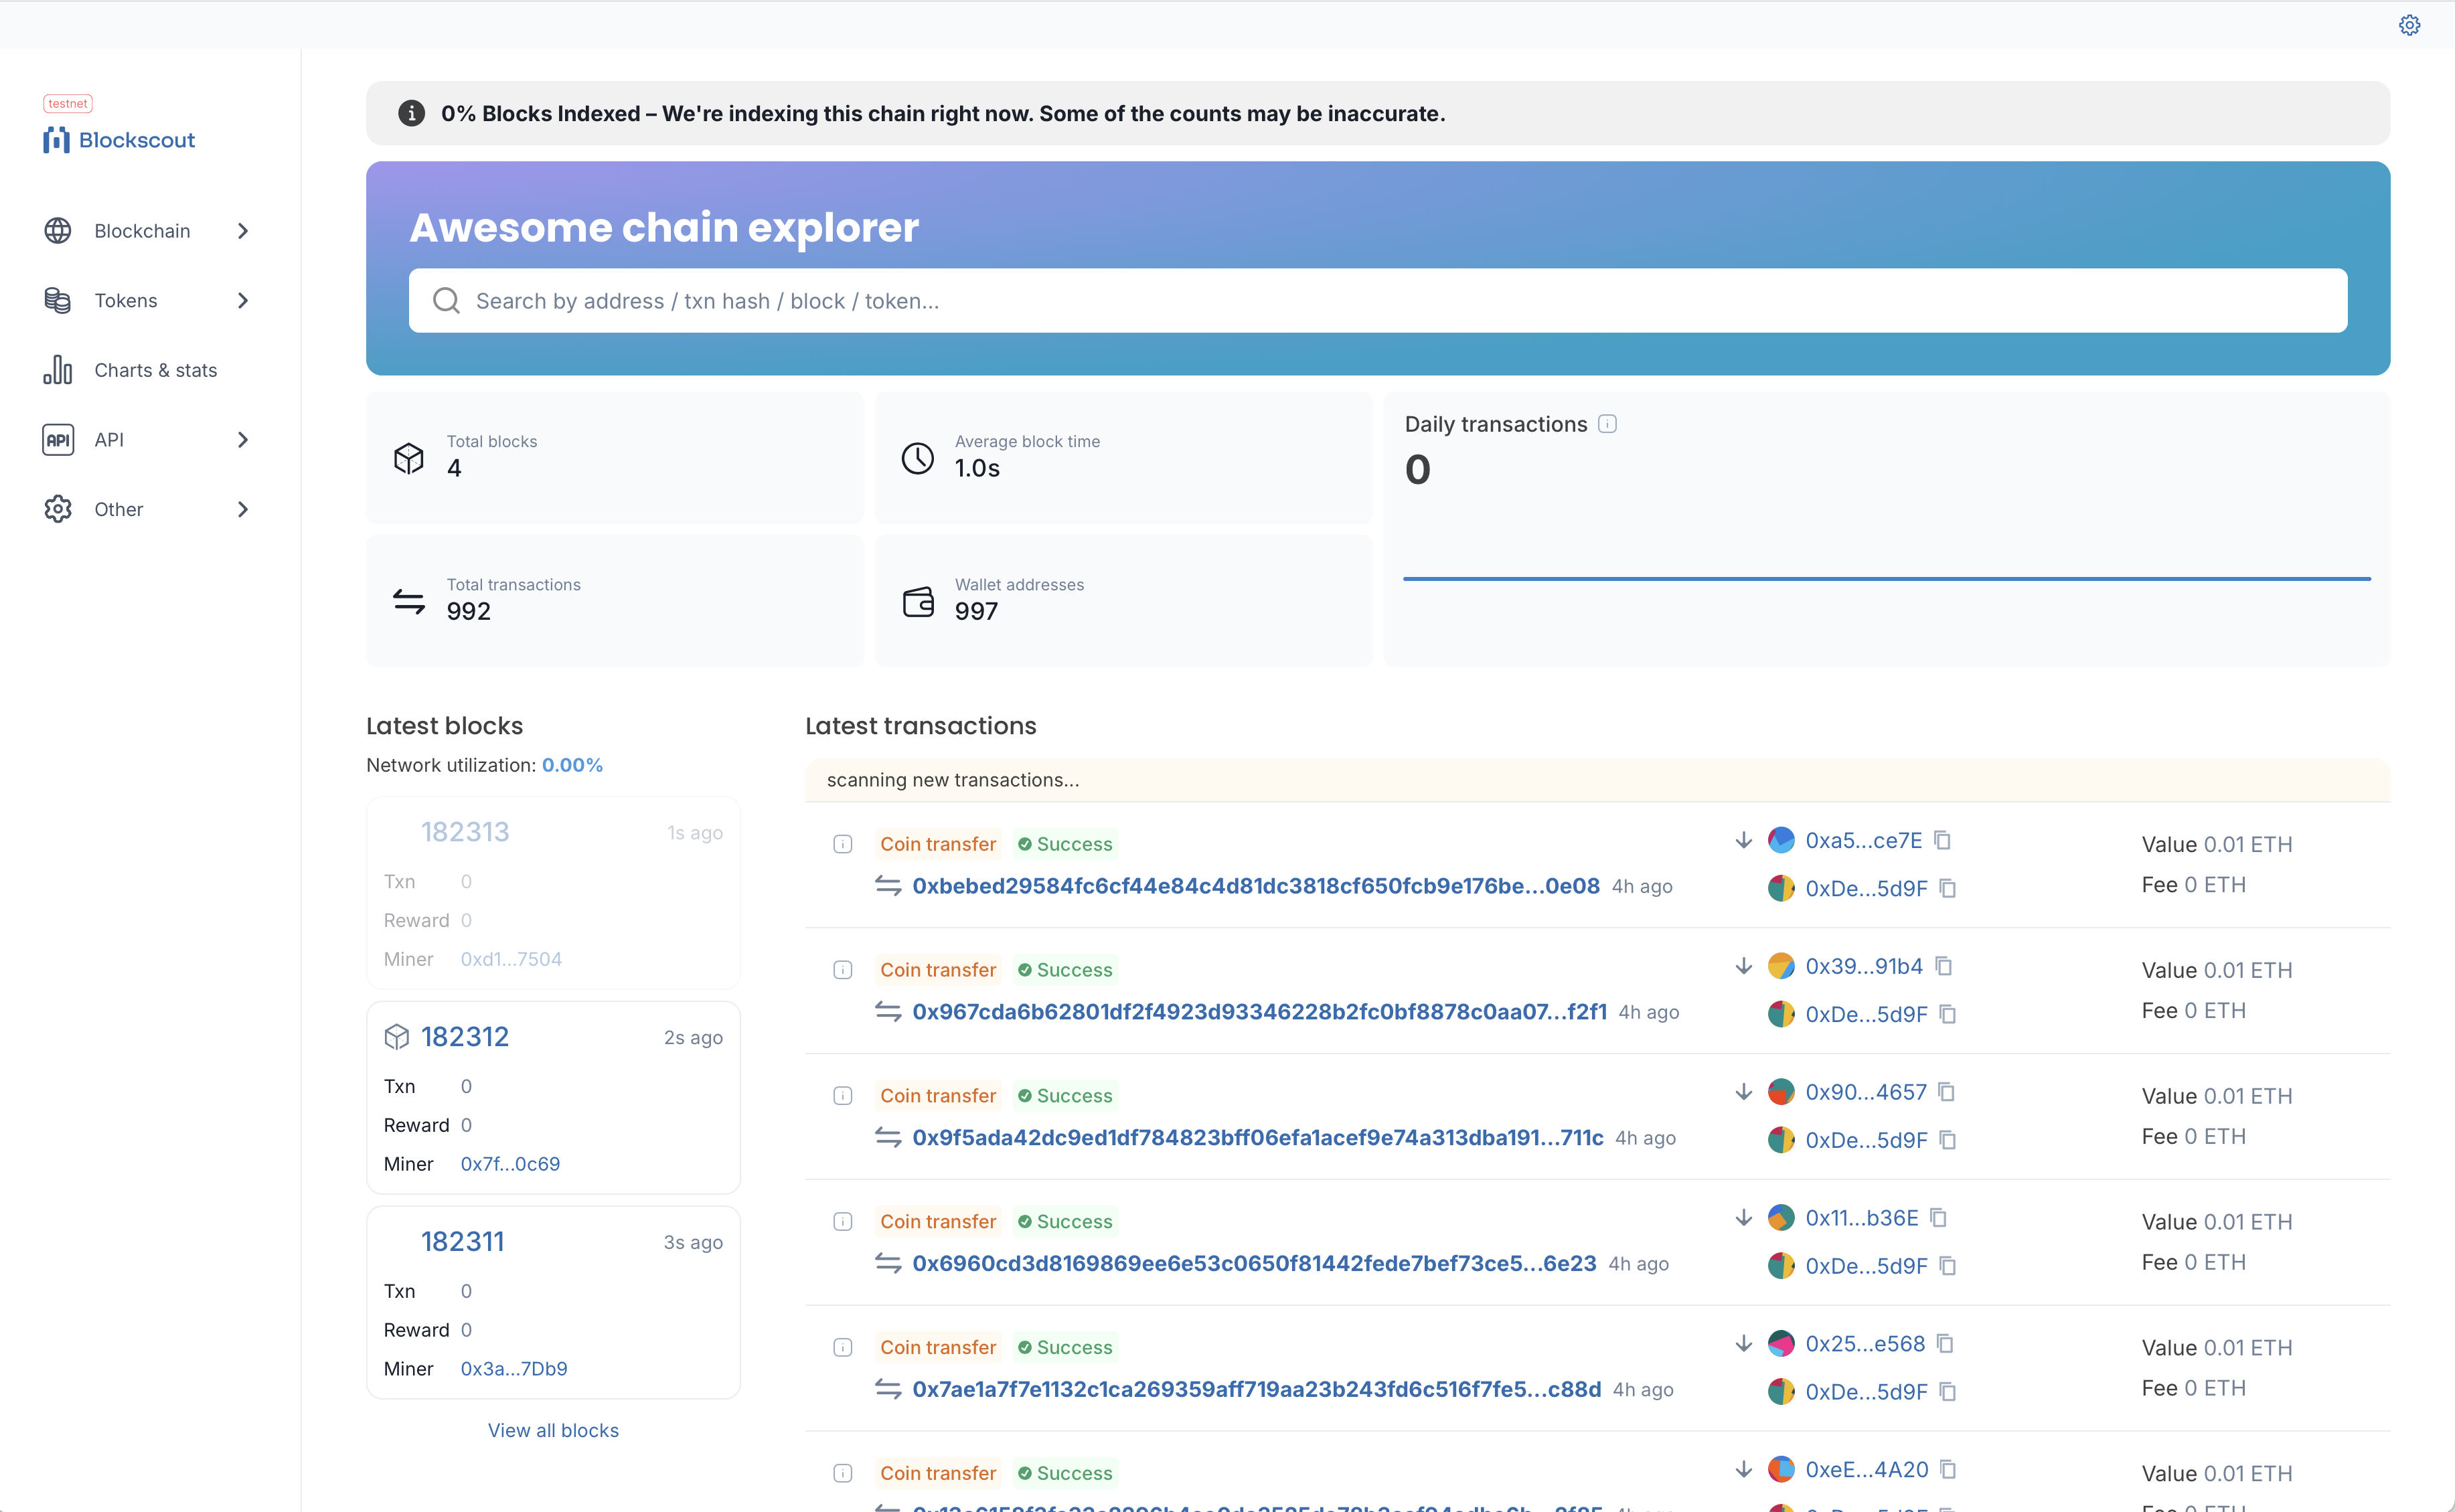 testnet
Blockscout
Blockchain
Tokens
Charts & stats
API
API
Other
0% Blocks Indexed – We're indexing this chain right now. Some of the counts may be inaccurate.
Awesome chain explorer
Search by address / txn hash / block / token...
Total blocks
4
Average block time
1.0s
Total transactions
992
Wallet addresses
997
Daily transactions
0
Latest blocks
Network utilization: 0.00%
182313 1s ago
Txn 0
Reward 0
Miner 0xd1...7504
182312 2s ago
Txn 0
Reward 0
Miner 0x7f...0c69
182311 3s ago
Txn 0
Reward 0
Miner 0x3a...7Db9
View all blocks
Latest transactions
scanning new transactions...
Coin transfer Success
0xbebed29584fc6cf44e84c4d81dc3818cf650fcb9e176be...0e08 4h ago
0xa5...ce7E
0xDe...5d9F
Value 0.01 ETH
Fee 0 ETH
Coin transfer Success
0x967cda6b62801df2f4923d93346228b2fc0bf8878c0aa07...f2f1 4h ago
0x39...91b4
0xDe...5d9F
Value 0.01 ETH
Fee 0 ETH
Coin transfer Success
0x9f5ada42dc9ed1df784823bff06efa1acef9e74a313dba191...711c 4h ago
0x90...4657
0xDe...5d9F
Value 0.01 ETH
Fee 0 ETH
Coin transfer Success
0x6960cd3d8169869ee6e53c0650f81442fede7bef73ce5...6e23 4h ago
0x11...b36E
0xDe...5d9F
Value 0.01 ETH
Fee 0 ETH
Coin transfer Success
0x7ae1a7f7e1132c1ca269359aff719aa23b243fd6c516f7fe5...c88d 4h ago
0x25...e568
0xDe...5d9F
Value 0.01 ETH
Fee 0 ETH
Coin transfer Success
0xeE...4A20
Value 0.01 ETH